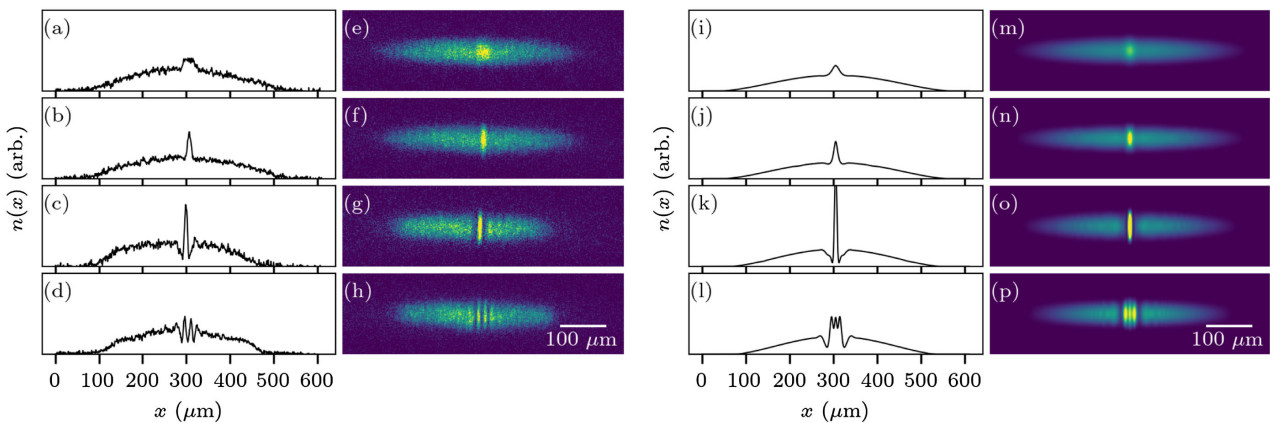 (a) (e) (i) (m)
(b) (f) (j) (n)
(c) (g) (k) (o)
(d) (h) (l) (p)
n(x) (arb.)
n(x) (arb.)
100 μm
100 μm
0 100 200 300 400 500 600
0 100 200 300 400 500 600
x (μm)
x (μm)